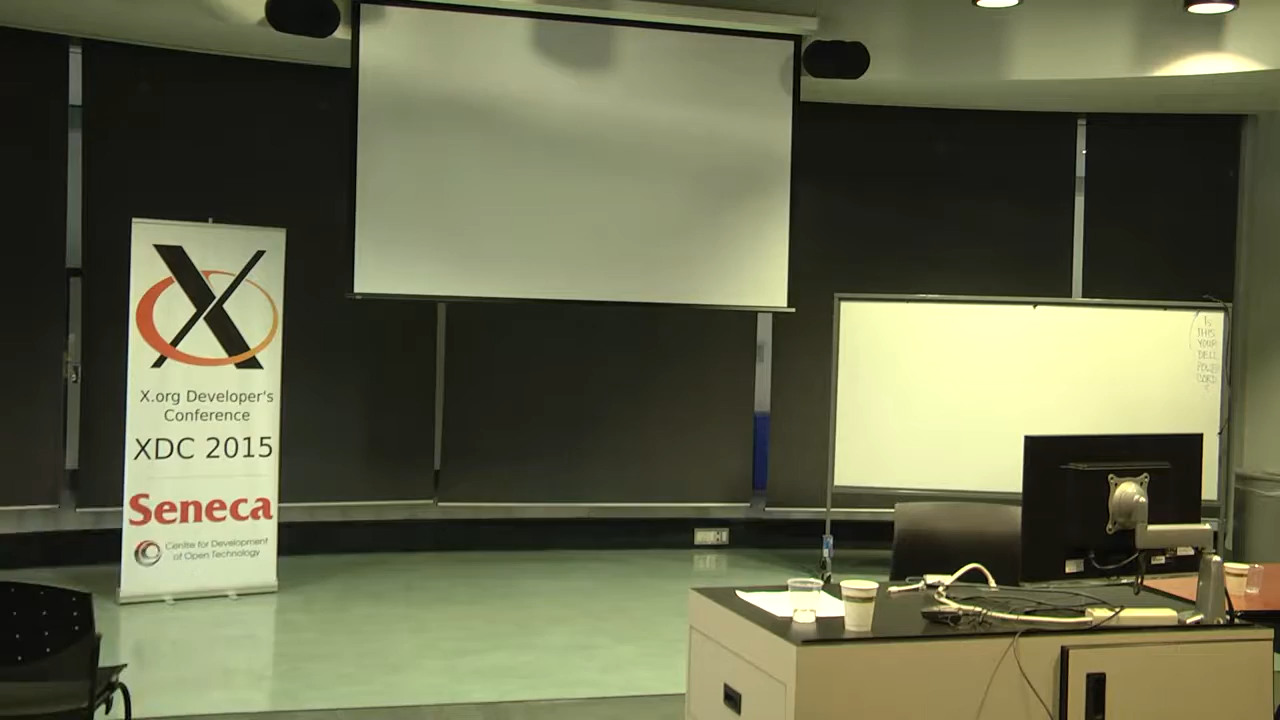 X
X.org Developer's
Conference
XDC 2015
Seneca
Centre for Development
of Open Technology
IS
THIS
YOUR
DELL
POWER
CORD
?